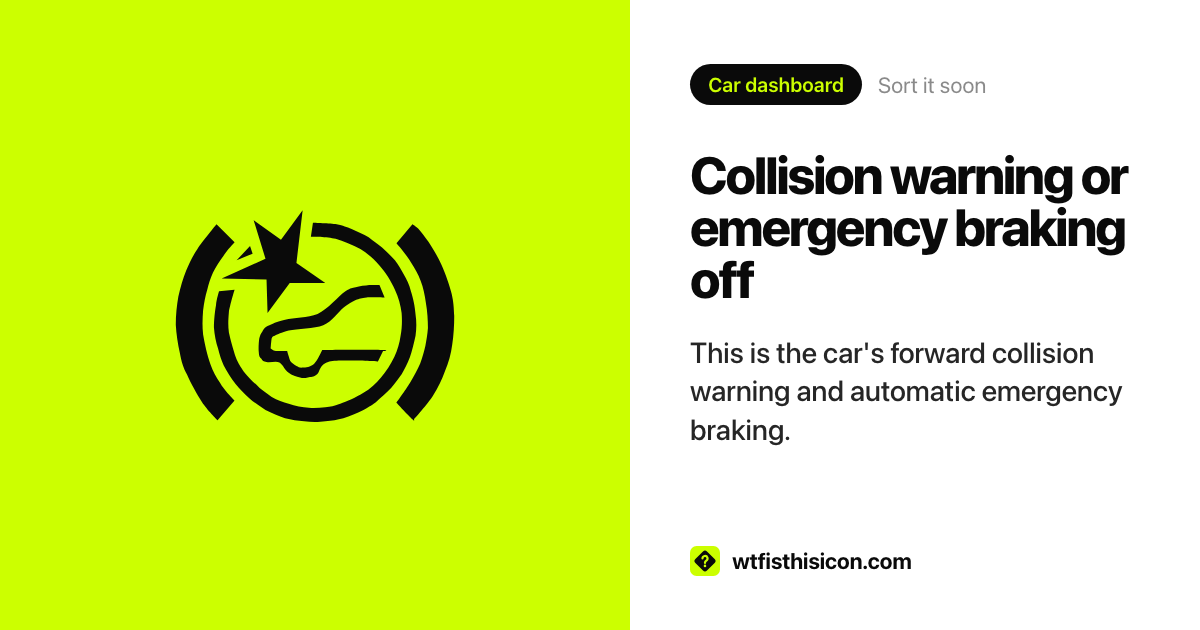 Car dashboard
Sort it soon
Collision warning or
emergency braking
off
This is the car's forward collision
warning and automatic emergency
braking.
?
wtfisthisicon.com